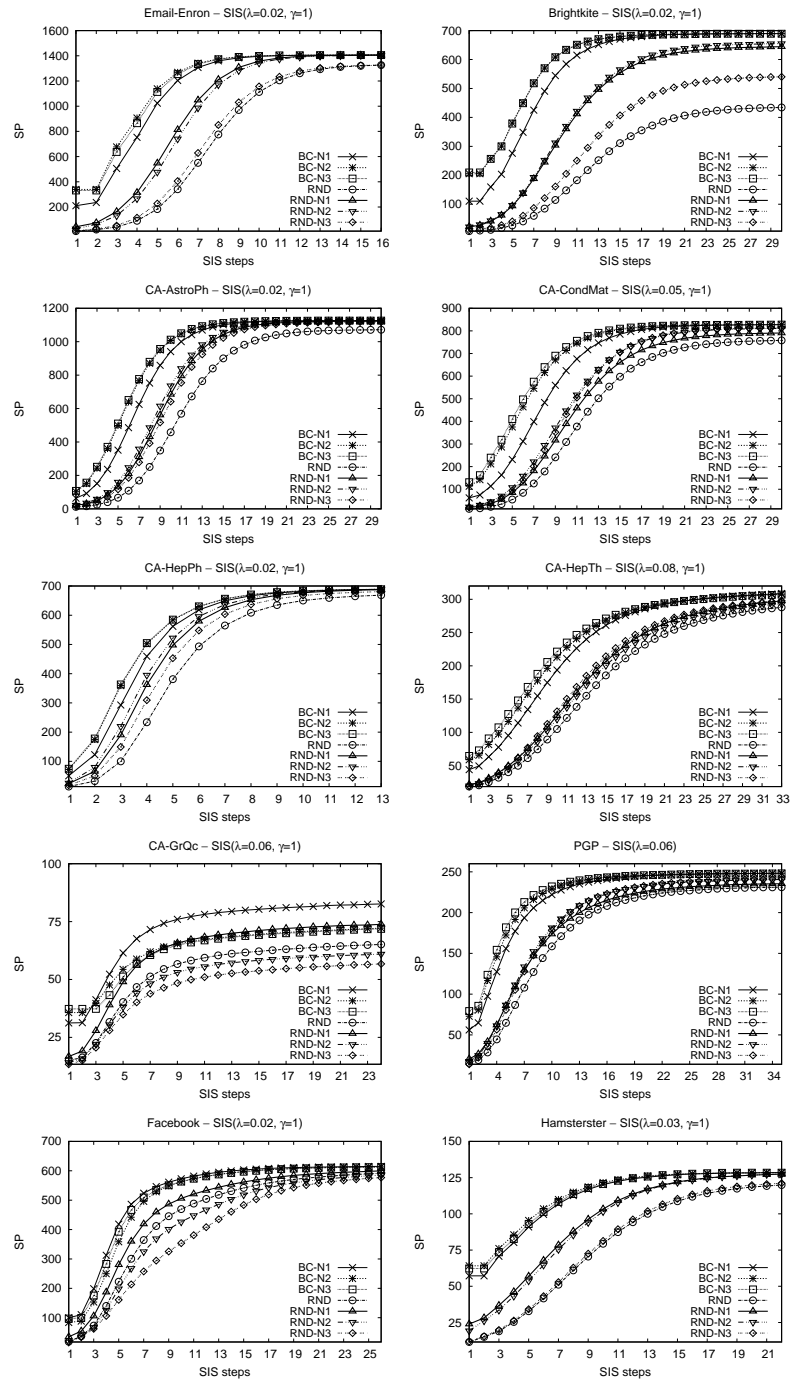 Email-Enron – SIS(λ=0.02, γ=1)
SP
1600
1400
1200
1000
800
600
400
200
BC-N1
BC-N2
BC-N3
RND
RND-N1
RND-N2
RND-N3
1 2 3 4 5 6 7 8 9 10 11 12 13 14 15 16
SIS steps
Brightkite – SIS(λ=0.02, γ=1)
SP
700
600
500
400
300
200
100
BC-N1
BC-N2
BC-N3
RND
RND-N1
RND-N2
RND-N3
1 3 5 7 9 11 13 15 17 19 21 23 25 27 29
SIS steps
CA-AstroPh – SIS(λ=0.02, γ=1)
SP
1200
1000
800
600
400
200
0
BC-N1
BC-N2
BC-N3
RND
RND-N1
RND-N2
RND-N3
1 3 5 7 9 11 13 15 17 19 21 23 25 27 29
SIS steps
CA-CondMat – SIS(λ=0.05, γ=1)
SP
900
800
700
600
500
400
300
200
100
BC-N1
BC-N2
BC-N3
RND
RND-N1
RND-N2
RND-N3
1 3 5 7 9 11 13 15 17 19 21 23 25 27 29
SIS steps
CA-HepPh – SIS(λ=0.02, γ=1)
SP
700
600
500
400
300
200
100
BC-N1
BC-N2
BC-N3
RND
RND-N1
RND-N2
RND-N3
1 2 3 4 5 6 7 8 9 10 11 12 13
SIS steps
CA-HepTh – SIS(λ=0.08, γ=1)
SP
300
250
200
150
100
50
BC-N1
BC-N2
BC-N3
RND
RND-N1
RND-N2
RND-N3
1 3 5 7 9 11 13 15 17 19 21 23 25 27 29 31 33
SIS steps
CA-GrQc – SIS(λ=0.06, γ=1)
SP
100
75
50
25
BC-N1
BC-N2
BC-N3
RND
RND-N1
RND-N2
RND-N3
1 3 5 7 9 11 13 15 17 19 21 23
SIS steps
PGP – SIS(λ=0.06)
SP
250
200
150
100
50
BC-N1
BC-N2
BC-N3
RND
RND-N1
RND-N2
RND-N3
1 4 7 10 13 16 19 22 25 28 31 34
SIS steps
Facebook – SIS(λ=0.02, γ=1)
SP
700
600
500
400
300
200
100
BC-N1
BC-N2
BC-N3
RND
RND-N1
RND-N2
RND-N3
1 3 5 7 9 11 13 15 17 19 21 23 25
SIS steps
Hamsterster – SIS(λ=0.03, γ=1)
SP
150
125
100
75
50
25
BC-N1
BC-N2
BC-N3
RND
RND-N1
RND-N2
RND-N3
1 3 5 7 9 11 13 15 17 19 21
SIS steps